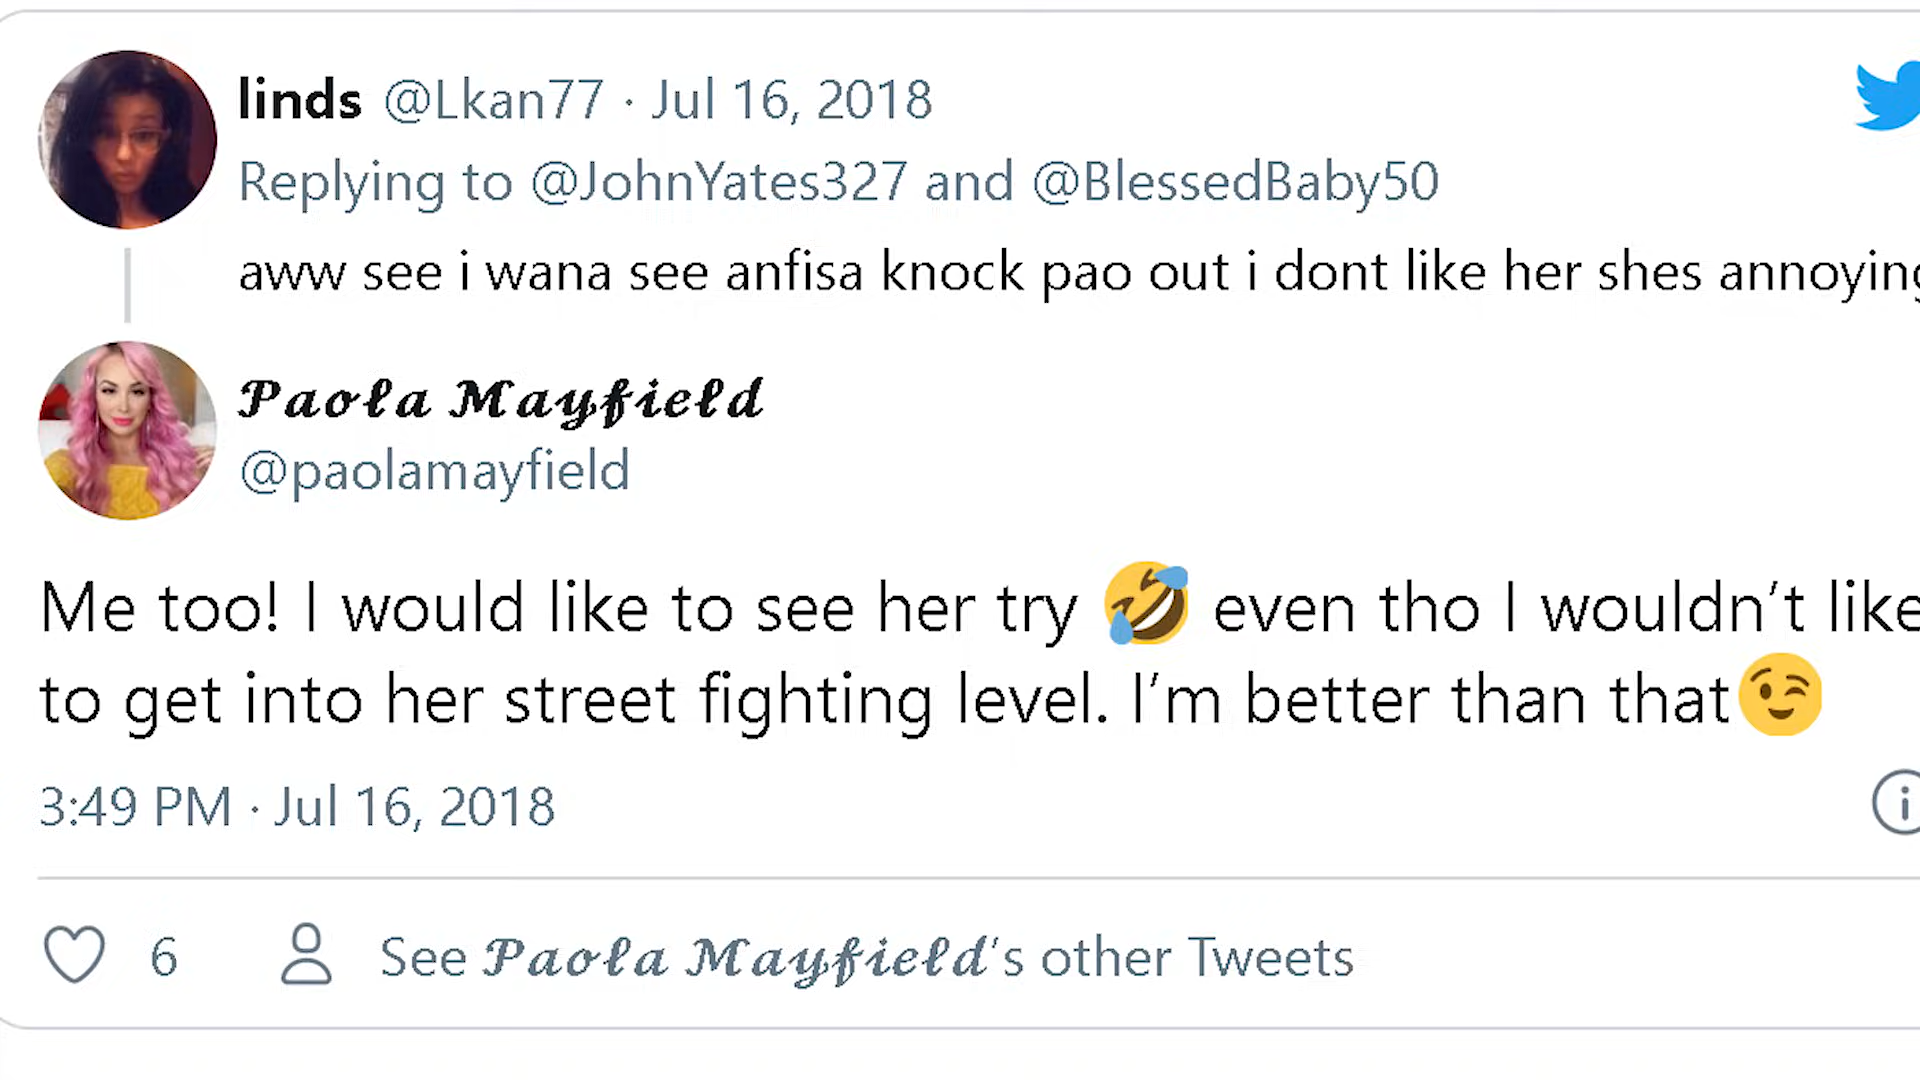 linds @Lkan77 · Jul 16, 2018
Replying to @JohnYates327 and @BlessedBaby50
aww see i wana see anfisa knock pao out i dont like her shes annoying
𝓟𝓪𝓸𝓵𝓪 𝓜𝓪𝔂𝓯𝓲𝓮𝓵𝓭
@paolamayfield
Me too! I would like to see her try 🤣 even tho I wouldn’t like
to get into her street fighting level. I’m better than that😉
3:49 PM · Jul 16, 2018
6 See 𝓟𝓪𝓸𝓵𝓪 𝓜𝓪𝔂𝓯𝓲𝓮𝓵𝓭's other Tweets